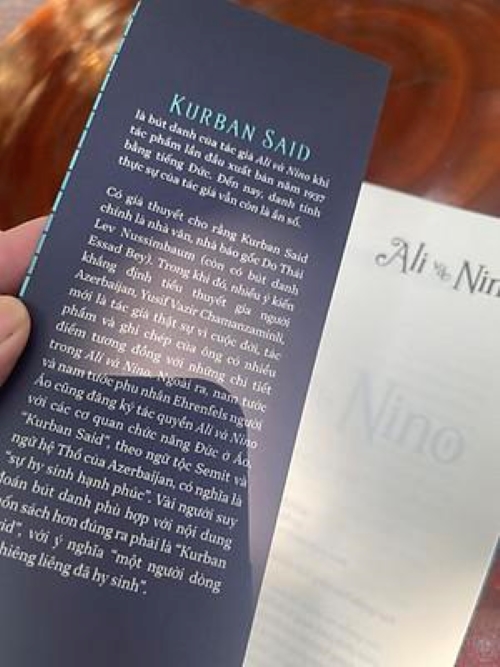 KURBAN SAID
là bút danh của tác giả Ali và Nino khi
tác phẩm lần đầu xuất bản năm 1937
bằng tiếng Đức. Đến nay, danh tính
thực sự của tác giả vẫn còn là ẩn số.
Có giả thuyết cho rằng Kurban Said
chính là nhà văn, nhà báo gốc Do Thái
Lev Nussimbaum (còn có bút danh
Essad Bey). Trong khi đó, nhiều ý kiến
khẳng định tiểu thuyết gia người
Azerbaijan, Yusif Vazir Chamanzaminli,
mới là tác giả thật sự vì cuộc đời, tác
phẩm và ghi chép của ông có nhiều
điểm tương đồng với những chi tiết
trong Ali và Nino. Ngoài ra, nam tước
và nam tước phu nhân Ehrenfels người
Áo cũng đăng ký tác quyền Ali và Nino
với các cơ quan chức năng Đức ở Áo.
"Kurban Said", theo ngữ tộc Semit và
ngữ hệ Thổ của Azerbaijan, có nghĩa là
"sự hy sinh hạnh phúc". Vài người suy
đoán bút danh phù hợp với nội dung
cuốn sách hơn đúng ra phải là "Kurban
với ý nghĩa "một người dòng
thiêng liêng đã hy sinh".
Ali và Nin
Nino